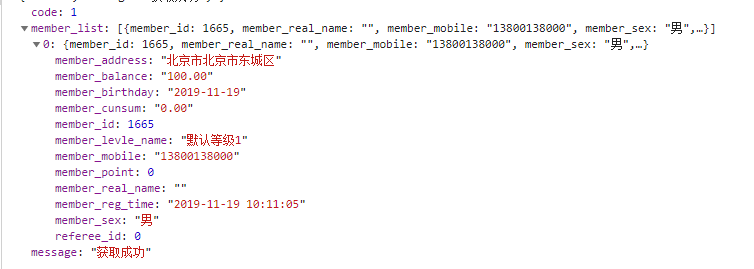 code: 1
▼member_list: [{member_id: 1665, member_real_name: "", member_mobile: "13800138000", member_sex: "男",…}]
▼0: {member_id: 1665, member_real_name: "", member_mobile: "13800138000", member_sex: "男",…}
member_address: "北京市北京市东城区"
member_balance: "100.00"
member_birthday: "2019-11-19"
member_cunsum: "0.00"
member_id: 1665
member_levle_name: "默认等级1"
member_mobile: "13800138000"
member_point: 0
member_real_name: ""
member_reg_time: "2019-11-19 10:11:05"
member_sex: "男"
referee_id: 0
message: "获取成功"